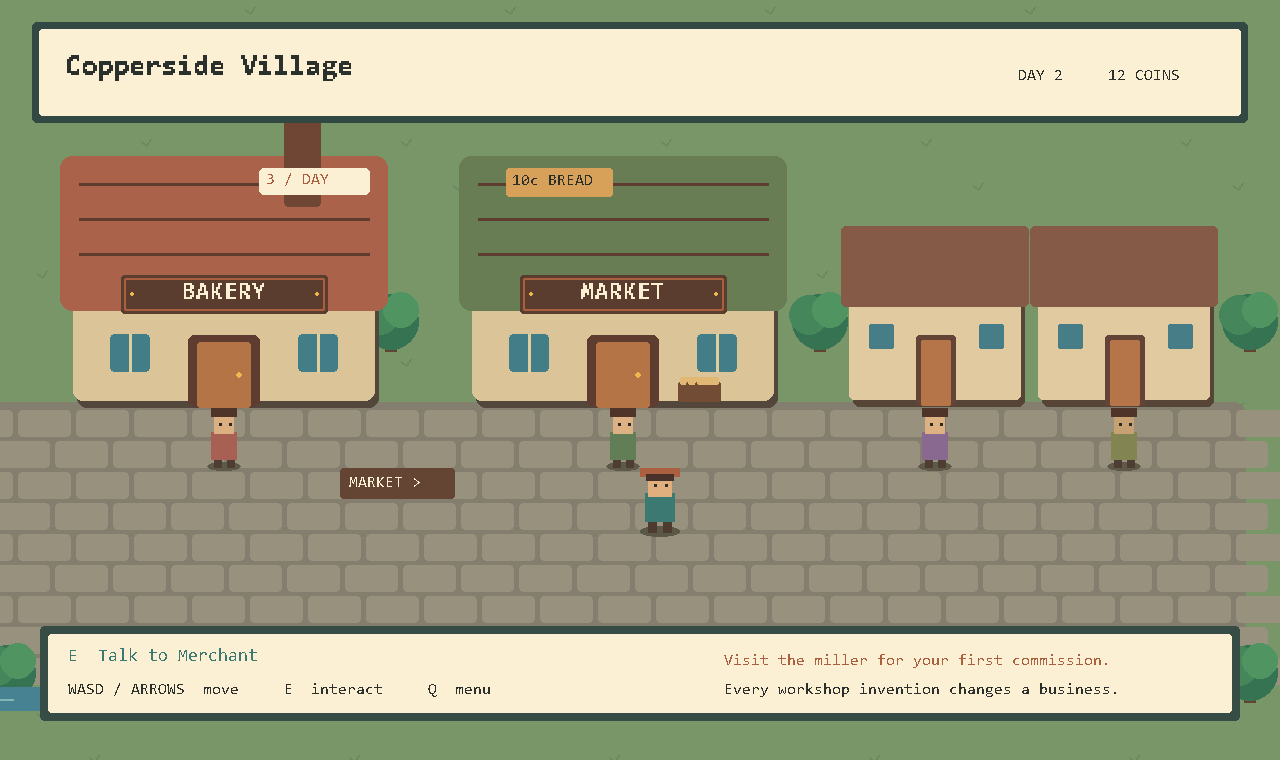 Copperside Village
DAY 2
12 COINS
3 / DAY
10c BREAD
BAKERY
MARKET
MARKET >
E Talk to Merchant
WASD / ARROWS move E interact Q menu
Visit the miller for your first commission.
Every workshop invention changes a business.